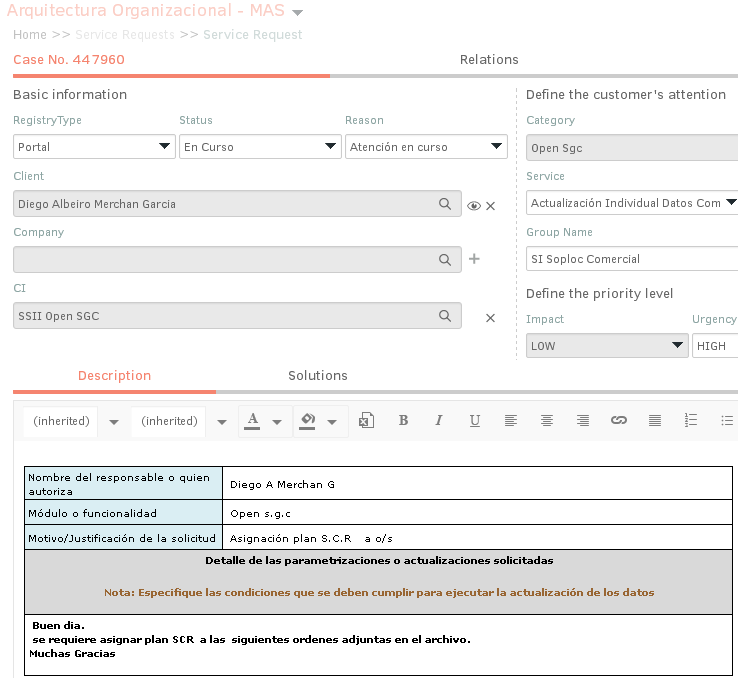 Arquitectura Organizacional - MAS
Home >> Service Requests >> Service Request
Case No. 447960
Relations
Basic information
RegistryType
Status
Reason
Portal
En Curso
Atención en curso
Client
Diego Albeiro Merchan Garcia
Company
CI
SSII Open SGC
Define the customer's attention
Category
Open Sgc
Service
Actualización Individual Datos Com
Group Name
SI Soploc Comercial
Define the priority level
Impact
Urgency
LOW
HIGH
Description
Solutions
(inherited)
(inherited)
A
B
I
U
Nombre del responsable o quien
autoriza
Diego A Merchan G
Módulo o funcionalidad
Open s.g.c
Motivo/Justificación de la solicitud
Asignación plan S.C.R a o/s
Detalle de las parametrizaciones o actualizaciones solicitadas
Nota: Especifique las condiciones que se deben cumplir para ejecutar la actualización de los datos
Buen dia.
se requiere asignar plan SCR a las siguientes ordenes adjuntas en el archivo.
Muchas Gracias